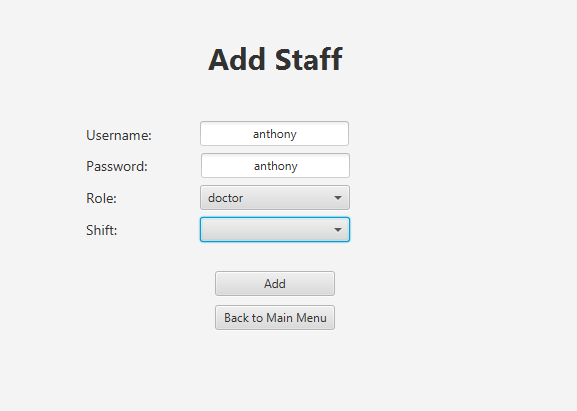 Add Staff
Username: anthony
Password: anthony
Role: doctor
Shift:
Add
Back to Main Menu